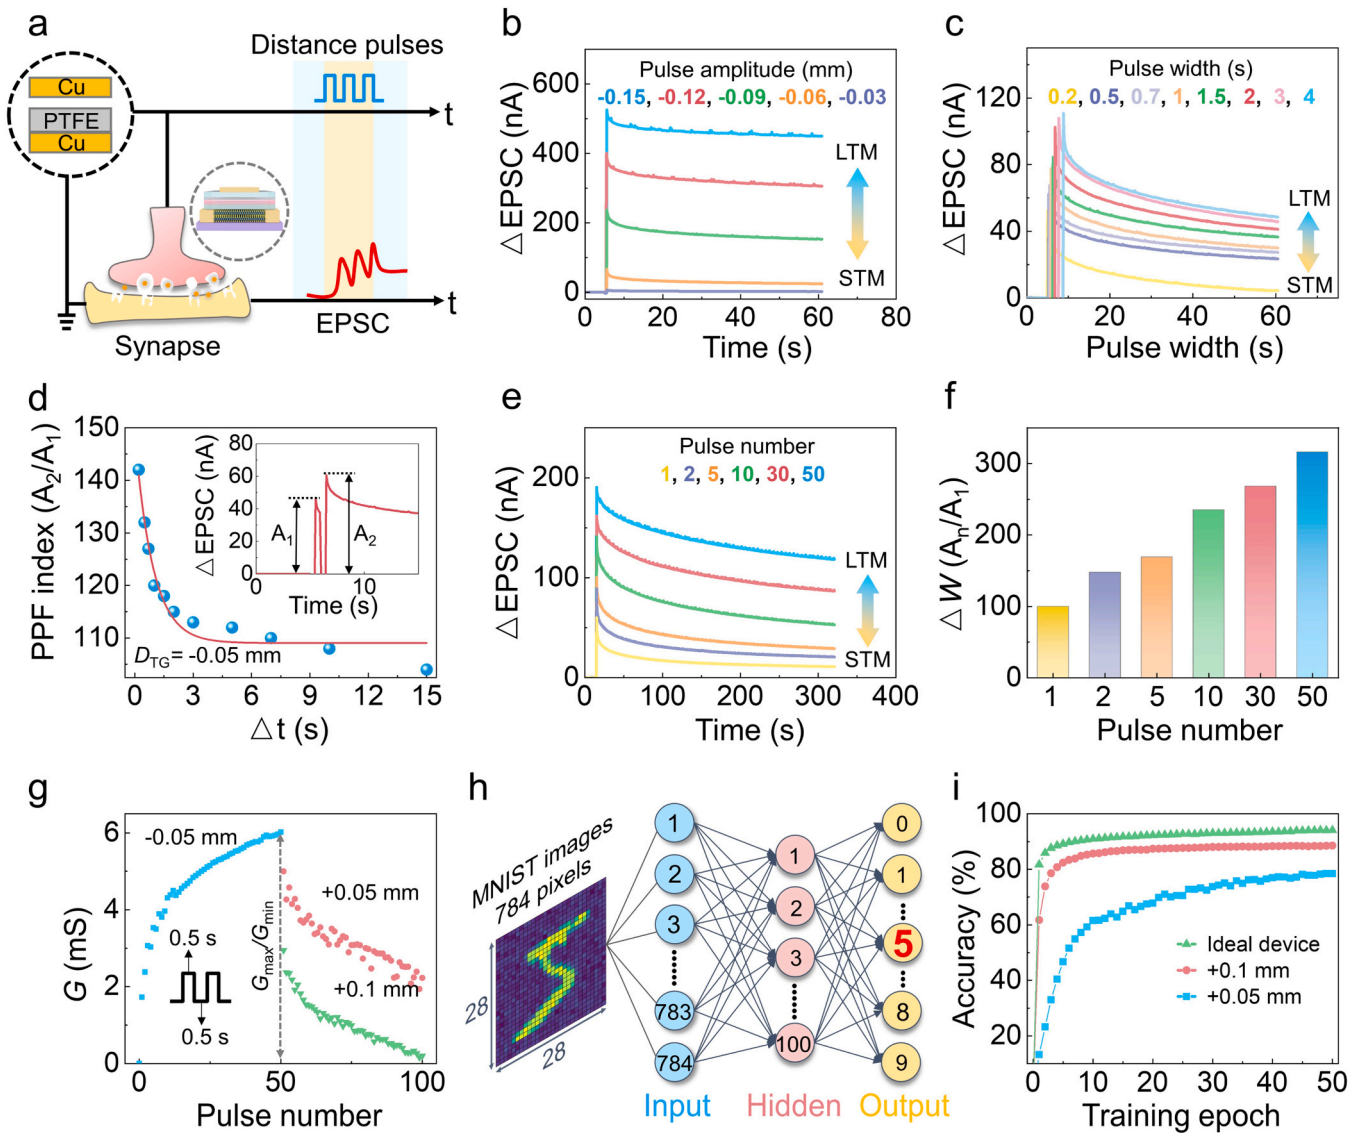 a
Distance pulses
Cu
PTFE
Cu
t
t
EPSC
Synapse
b
Pulse amplitude (mm)
-0.15, -0.12, -0.09, -0.06, -0.03
LTM
STM
△EPSC (nA)
600
400
200
0
0 20 40 60 80
Time (s)
c
Pulse width (s)
0.2, 0.5, 0.7, 1, 1.5, 2, 3, 4
LTM
STM
△EPSC (nA)
120
80
40
0
0 20 40 60
Pulse width (s)
d
PPF index (A2/A1)
150
140
130
120
110
DTG= -0.05 mm
0 3 6 9 12 15
△t (s)
△EPSC (nA)
80
60
40
20
0
A1
A2
0 10
Time (s)
e
Pulse number
1, 2, 5, 10, 30, 50
LTM
STM
△EPSC (nA)
200
100
0
0 100 200 300 400
Time (s)
f
△W (An/A1)
300
200
100
0
1 2 5 10 30 50
Pulse number
g
G (mS)
6
4
2
0
-0.05 mm
+0.05 mm
+0.1 mm
Gmax/Gmin
0.5 s
0.5 s
0 50 100
Pulse number
h
MNIST images
784 pixels
28
28
1
2
3
783
784
1
2
3
100
0
1
5
8
9
Input
Hidden
Output
i
Accuracy (%)
100
80
60
40
20
Ideal device
+0.1 mm
+0.05 mm
0 10 20 30 40 50
Training epoch